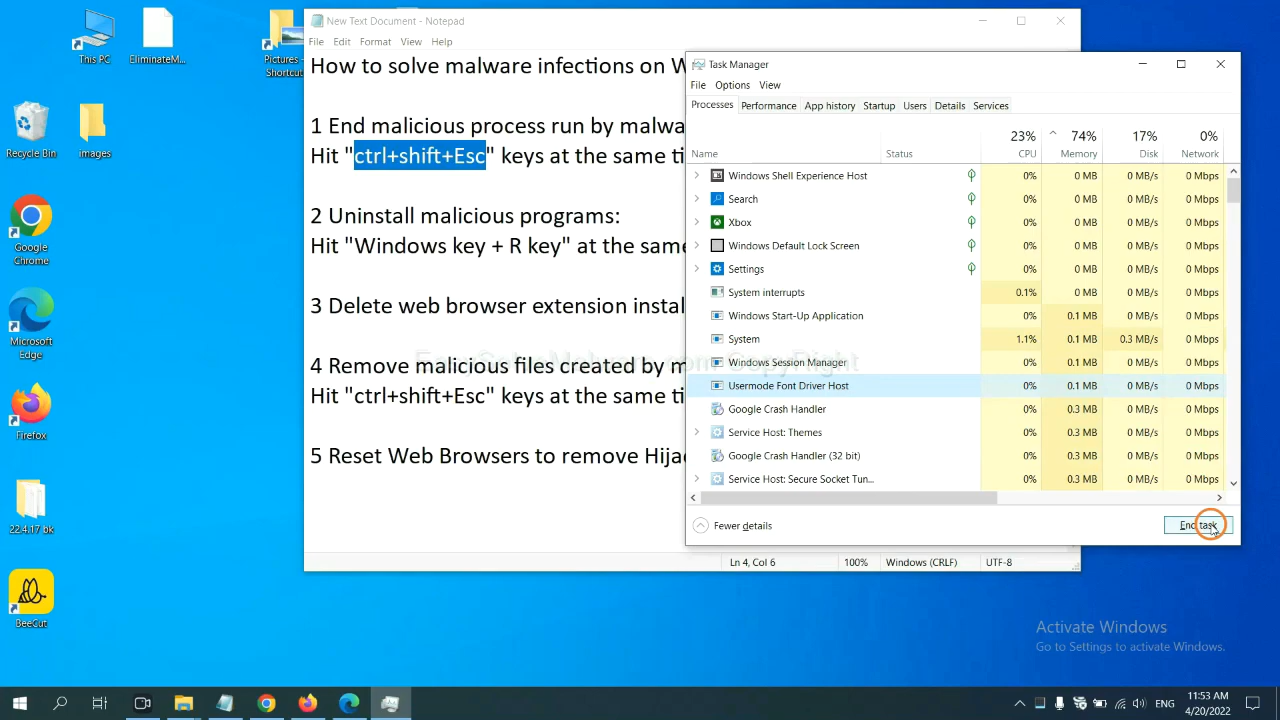 This PC
EliminateM...
Pictures - Shortcut
Recycle Bin
images
Google Chrome
Microsoft Edge
Firefox
22.4.17 bk
BeeCut
New Text Document - Notepad
File Edit Format View Help
How to solve malware infections on W
1 End malicious process run by malwa
Hit "ctrl+shift+Esc" keys at the same ti
2 Uninstall malicious programs:
Hit "Windows key + R key" at the same
3 Delete web browser extension instal
4 Remove malicious files created by m
Hit "ctrl+shift+Esc" keys at the same ti
5 Reset Web Browsers to remove Hijac
Ln 4, Col 6 100% Windows (CRLF) UTF-8
Task Manager
File Options View
Processes Performance App history Startup Users Details Services
23% 74% 17% 0%
Name Status CPU Memory Disk Network
Windows Shell Experience Host 0% 0 MB 0 MB/s 0 Mbps
Search 0% 0 MB 0 MB/s 0 Mbps
Xbox 0% 0 MB 0 MB/s 0 Mbps
Windows Default Lock Screen 0% 0 MB 0 MB/s 0 Mbps
Settings 0% 0 MB 0 MB/s 0 Mbps
System interrupts 0.1% 0 MB 0 MB/s 0 Mbps
Windows Start-Up Application 0% 0.1 MB 0 MB/s 0 Mbps
System 1.1% 0.1 MB 0.3 MB/s 0 Mbps
Windows Session Manager 0% 0.1 MB 0 MB/s 0 Mbps
Usermode Font Driver Host 0% 0.1 MB 0 MB/s 0 Mbps
Google Crash Handler 0% 0.3 MB 0 MB/s 0 Mbps
Service Host: Themes 0% 0.3 MB 0 MB/s 0 Mbps
Google Crash Handler (32 bit) 0% 0.3 MB 0 MB/s 0 Mbps
Service Host: Secure Socket Tun... 0% 0.3 MB 0 MB/s 0 Mbps
Fewer details
End task
CopyRight
Activate Windows
Go to Settings to activate Windows.
ENG
11:53 AM
4/20/2022